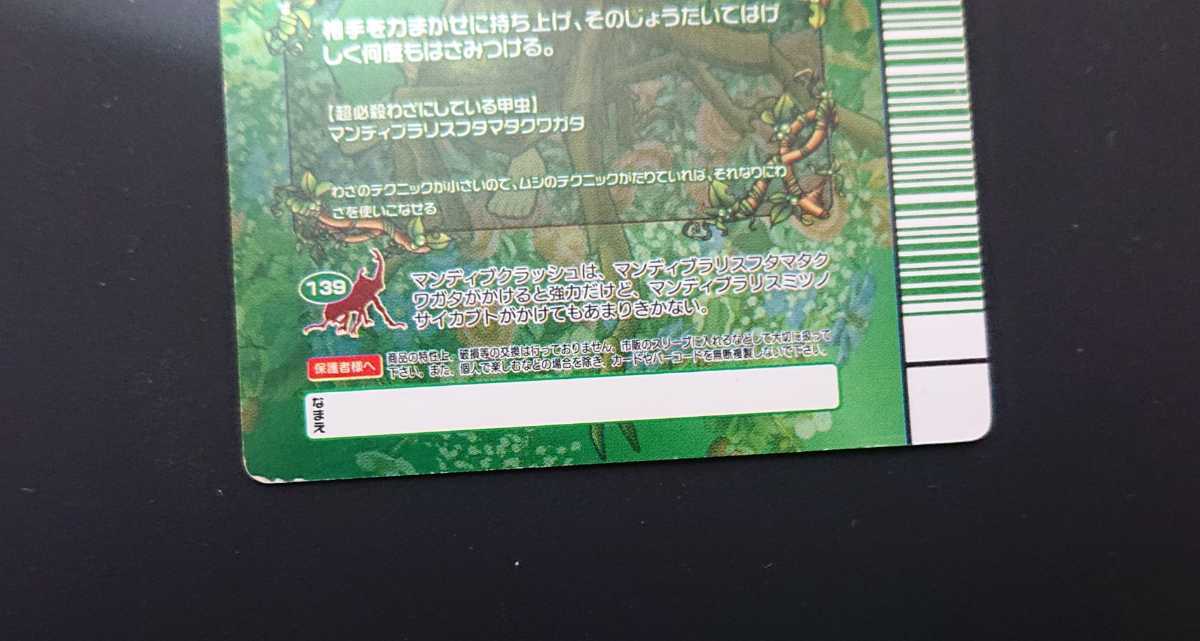 相手を力まかせに持ち上げ、そのじょうたいではげ
しく何度もはさみつける。
【超必殺わざにしている甲虫】
マンディブラリスフタマタクワガタ
わざのテクニックが小さいので、ムシのテクニックがたりていれば、それなりにわ
ざを使いこなせる
139
マンディブクラッシュは、マンディブラリスフタマタク
ワガタがかけると強力だけど、マンディブラリスミツノ
サイカブトがかけてもあまりきかない。
保護者様へ
商品の特性上、破損等の交換は行っておりません。市販のスリーブに入れるなどして大切に扱って
下さい。また、個人で楽しむなどの場合を除き、カードやバーコードを無断複製しないで下さい。
なまえ